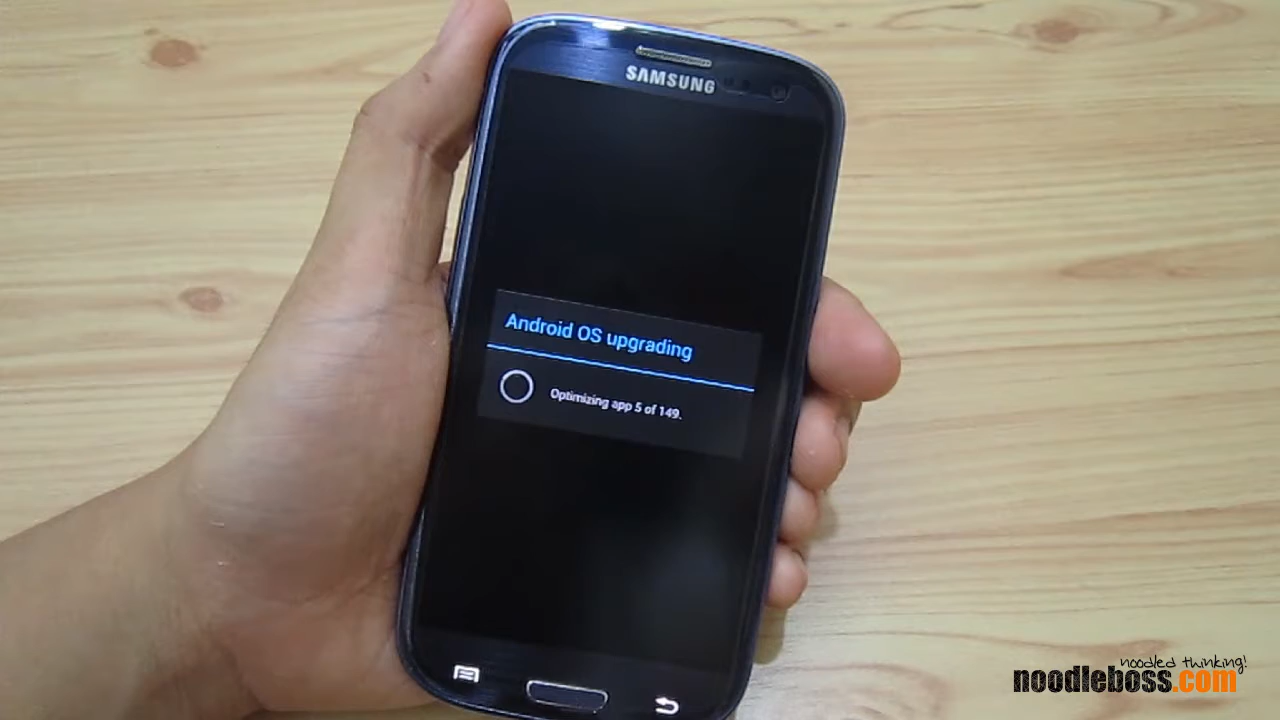 SAMSUNG
Android OS upgrading
Optimizing app 5 of 149.
noodled thinking!
noodleboss.com